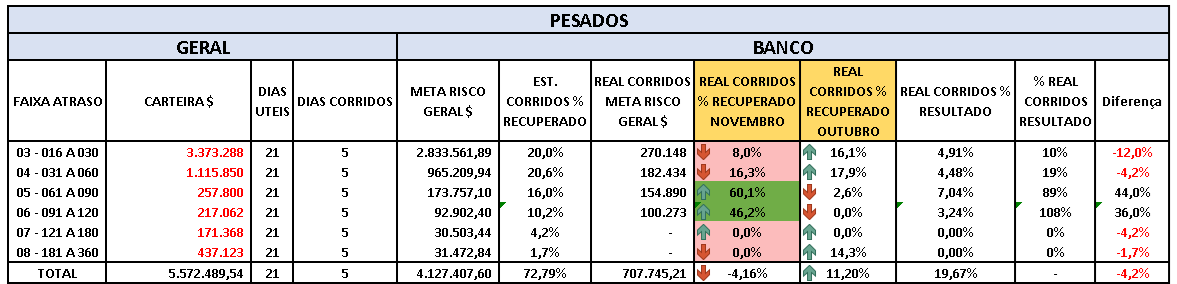 PESADOS
GERAL BANCO
FAIXA ATRASO CARTEIRA $ DIAS UTEIS DIAS CORRIDOS META RISCO GERAL $ EST. CORRIDOS % RECUPERADO REAL CORRIDOS META RISCO GERAL $ REAL CORRIDOS % RECUPERADO NOVEMBRO REAL CORRIDOS % RECUPERADO OUTUBRO REAL CORRIDOS % RESULTADO % REAL CORRIDOS RESULTADO Diferença
03 - 016 A 030 3.373.288 21 5 2.833.561,89 20,0% 270.148 8,0% 16,1% 4,91% 10% -12,0%
04 - 031 A 060 1.115.850 21 5 965.209,94 20,6% 182.434 16,3% 17,9% 4,48% 19% -4,2%
05 - 061 A 090 257.800 21 5 173.757,10 16,0% 154.890 60,1% 2,6% 7,04% 89% 44,0%
06 - 091 A 120 217.062 21 5 92.902,40 10,2% 100.273 46,2% 0,0% 3,24% 108% 36,0%
07 - 121 A 180 171.368 21 5 30.503,44 4,2% - 0,0% 0,0% 0,00% 0% -4,2%
08 - 181 A 360 437.123 21 5 31.472,84 1,7% - 0,0% 14,3% 0,00% 0% -1,7%
TOTAL 5.572.489,54 21 5 4.127.407,60 72,79% 707.745,21 -4,16% 11,20% 19,67% - -4,2%